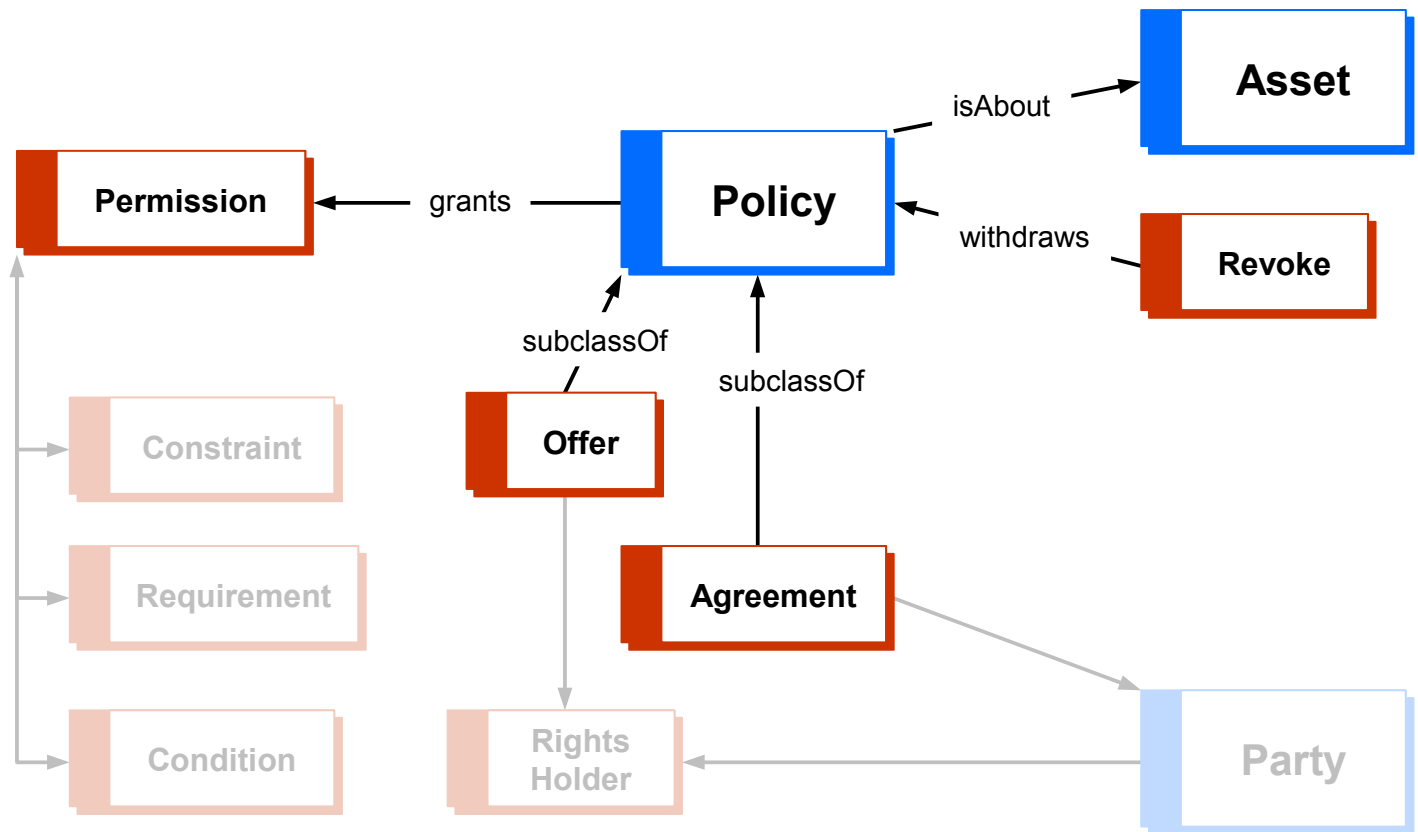 Asset
isAbout
Permission
grants
Policy
withdraws
Revoke
subclassOf
subclassOf
Constraint
Offer
Requirement
Agreement
Condition
Rights
Holder
Party